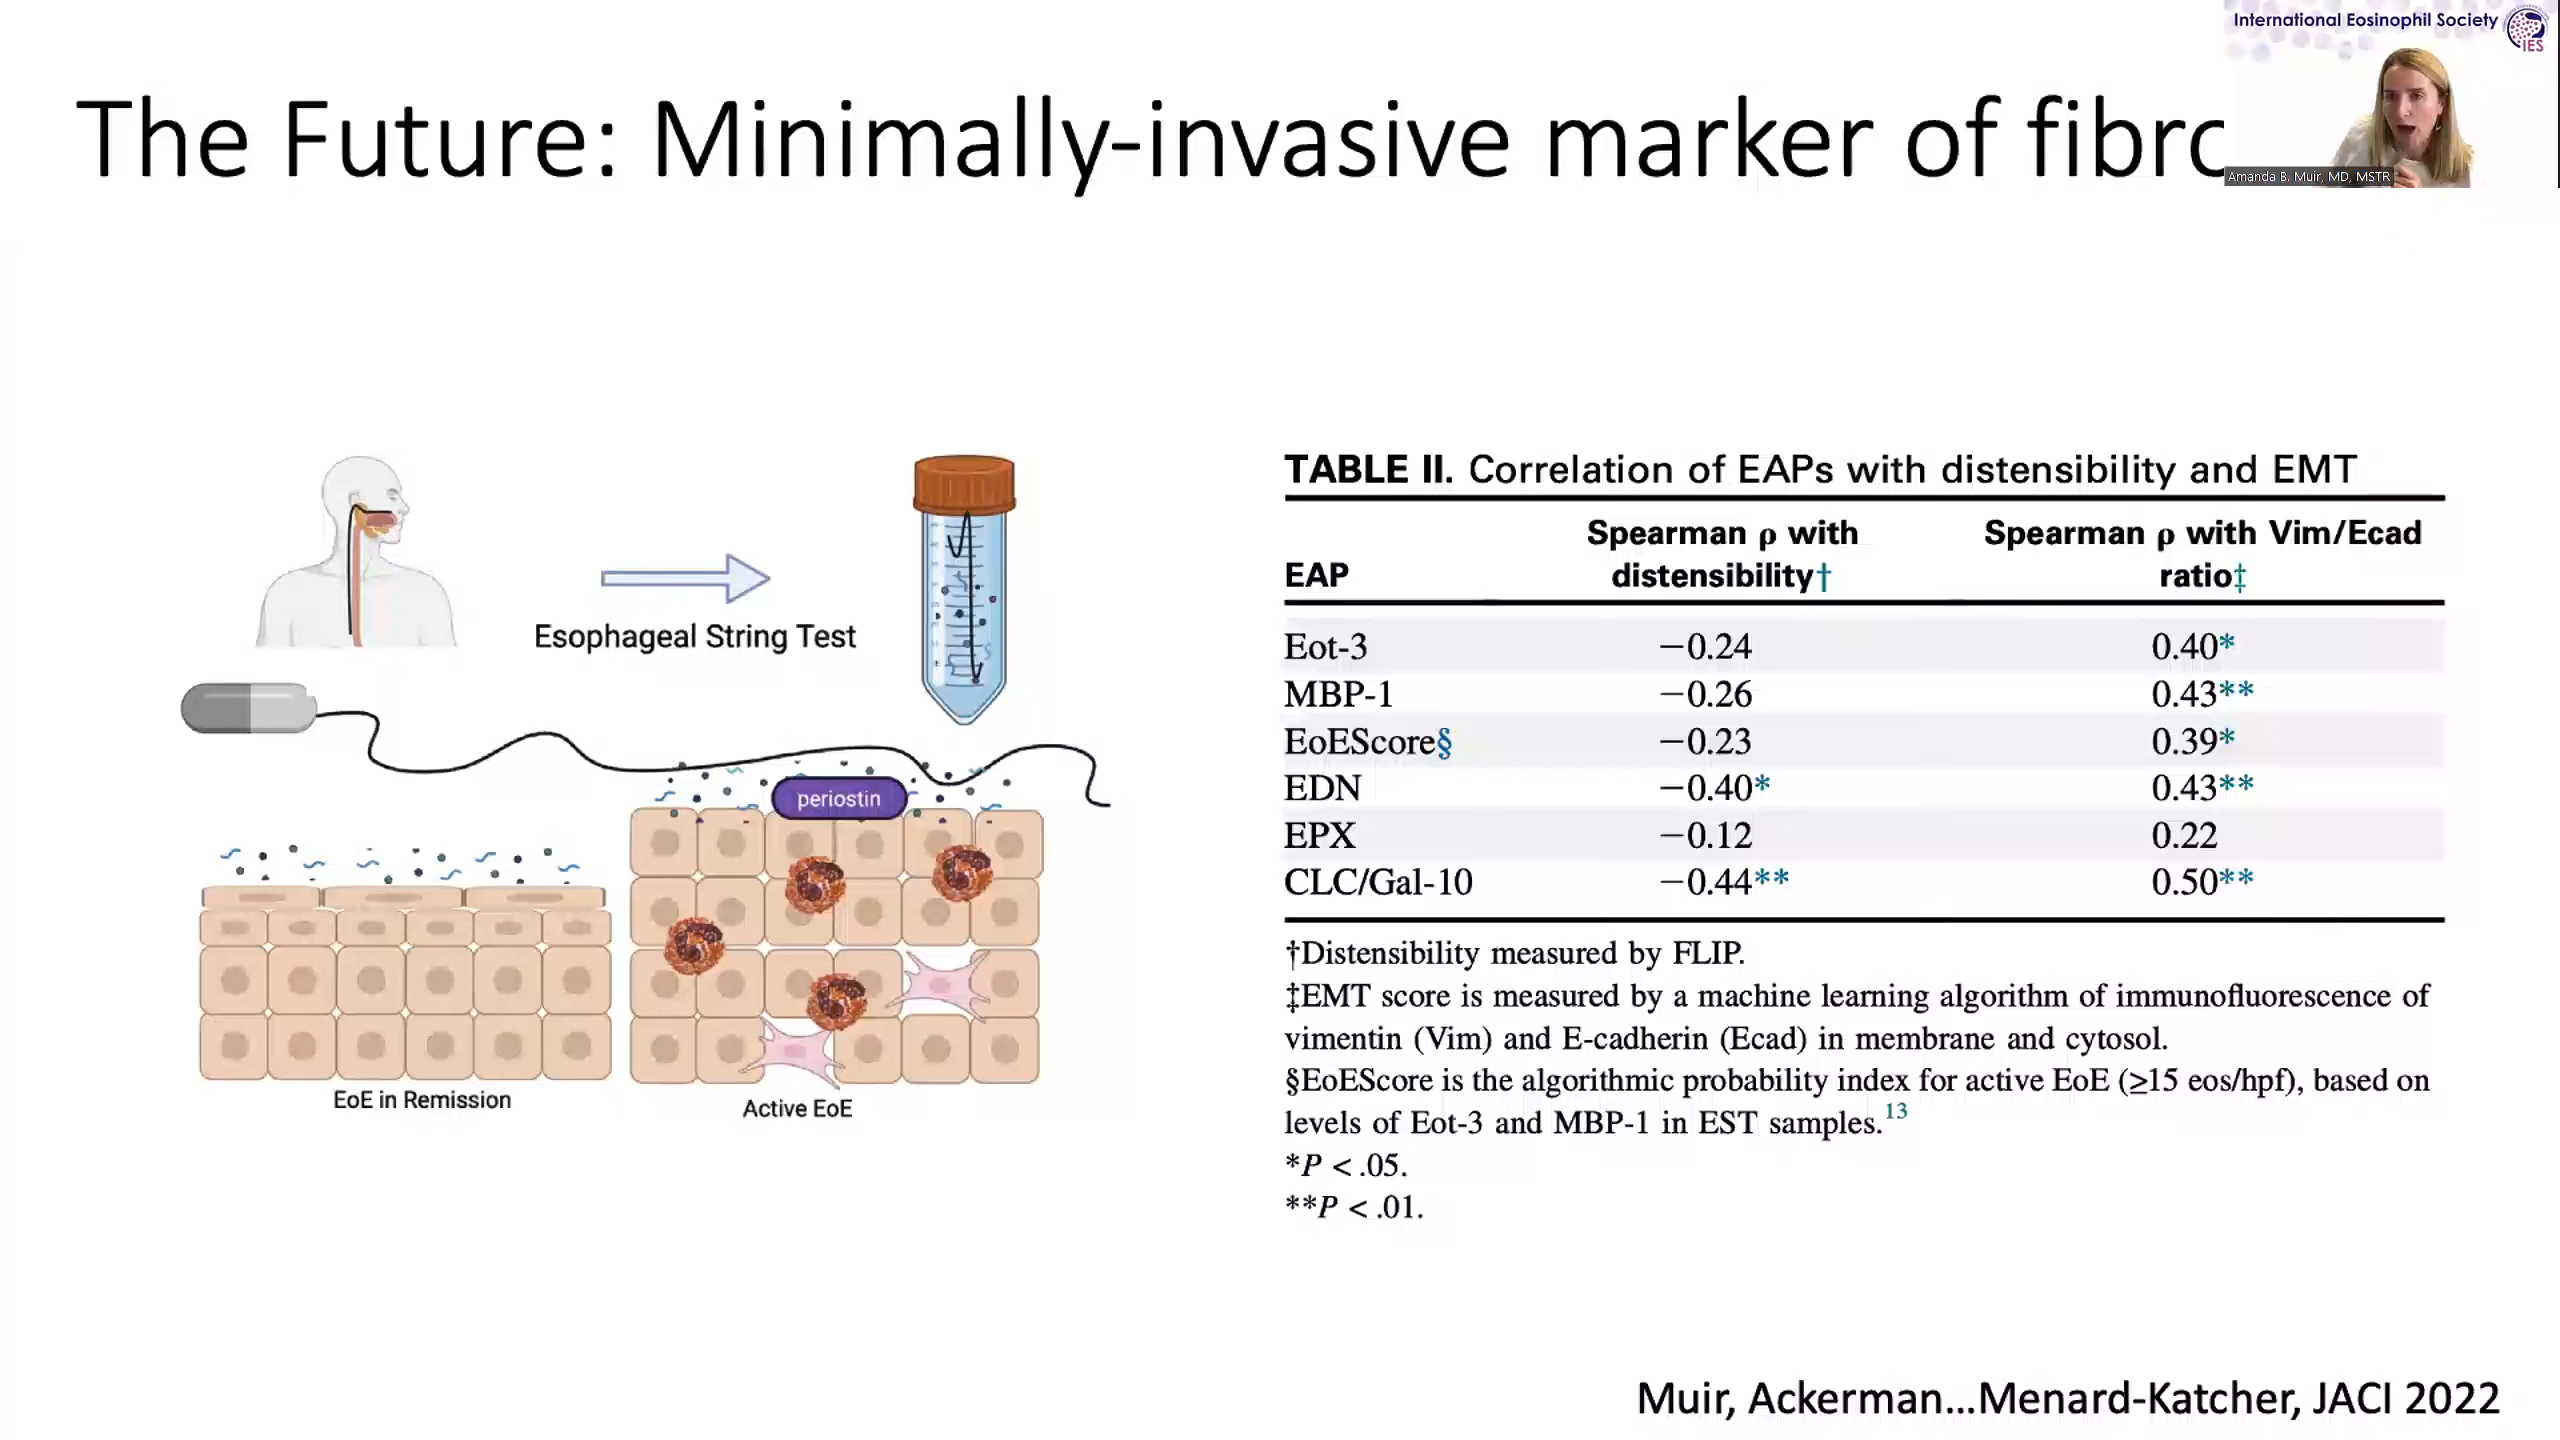 International Eosinophil Society
IES
The Future: Minimally-invasive marker of
Amanda B. Muir, MD, MSTR
Esophageal String Test
periostin
EoE in Remission
Active EoE
TABLE II. Correlation of EAPs with distensibility and EMT
EAP Spearman ρ with distensibility† Spearman ρ with Vim/Ecad ratio‡
Eot-3 −0.24 0.40*
MBP-1 −0.26 0.43**
EoEScore§ −0.23 0.39*
EDN −0.40* 0.43**
EPX −0.12 0.22
CLC/Gal-10 −0.44** 0.50**
†Distensibility measured by FLIP.
‡EMT score is measured by a machine learning algorithm of immunofluorescence of
vimentin (Vim) and E-cadherin (Ecad) in membrane and cytosol.
§EoEScore is the algorithmic probability index for active EoE (≥15 eos/hpf), based on
levels of Eot-3 and MBP-1 in EST samples.13
*P < .05.
**P < .01.
Muir, Ackerman...Menard-Katcher, JACI 2022